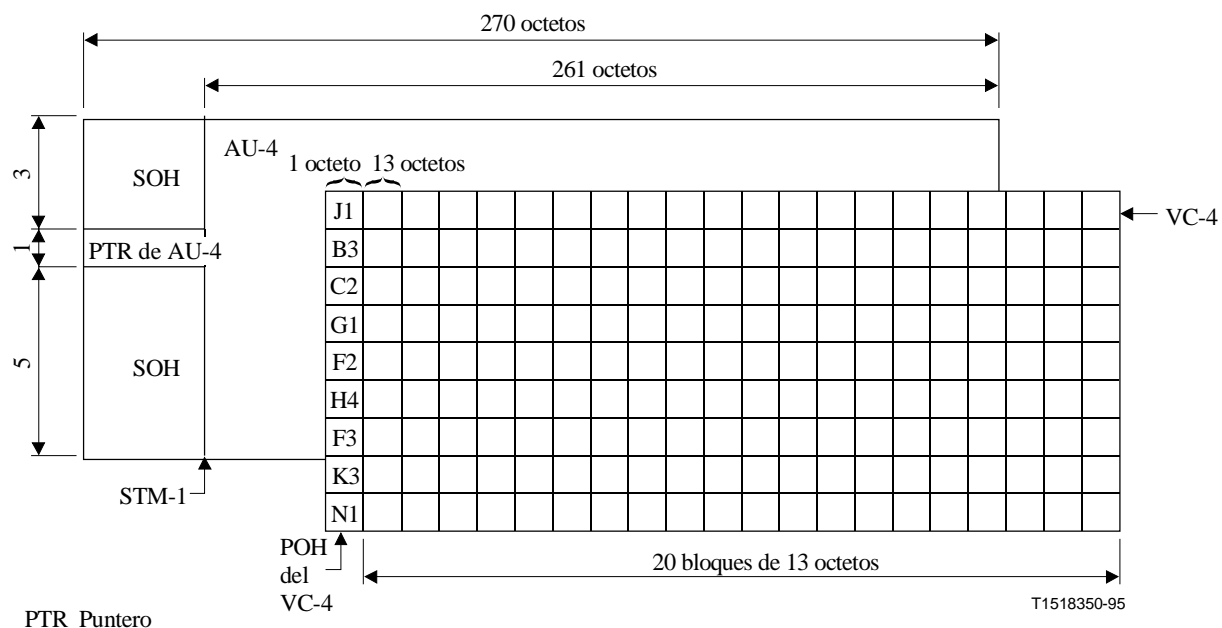 270 octetos
261 octetos
AU-4
1 octeto 13 octetos
3
SOH
J1
VC-4
1
PTR de AU-4
B3
C2
G1
5
SOH
F2
H4
F3
K3
STM-1
N1
POH
del
VC-4
20 bloques de 13 octetos
T1518350-95
PTR Puntero